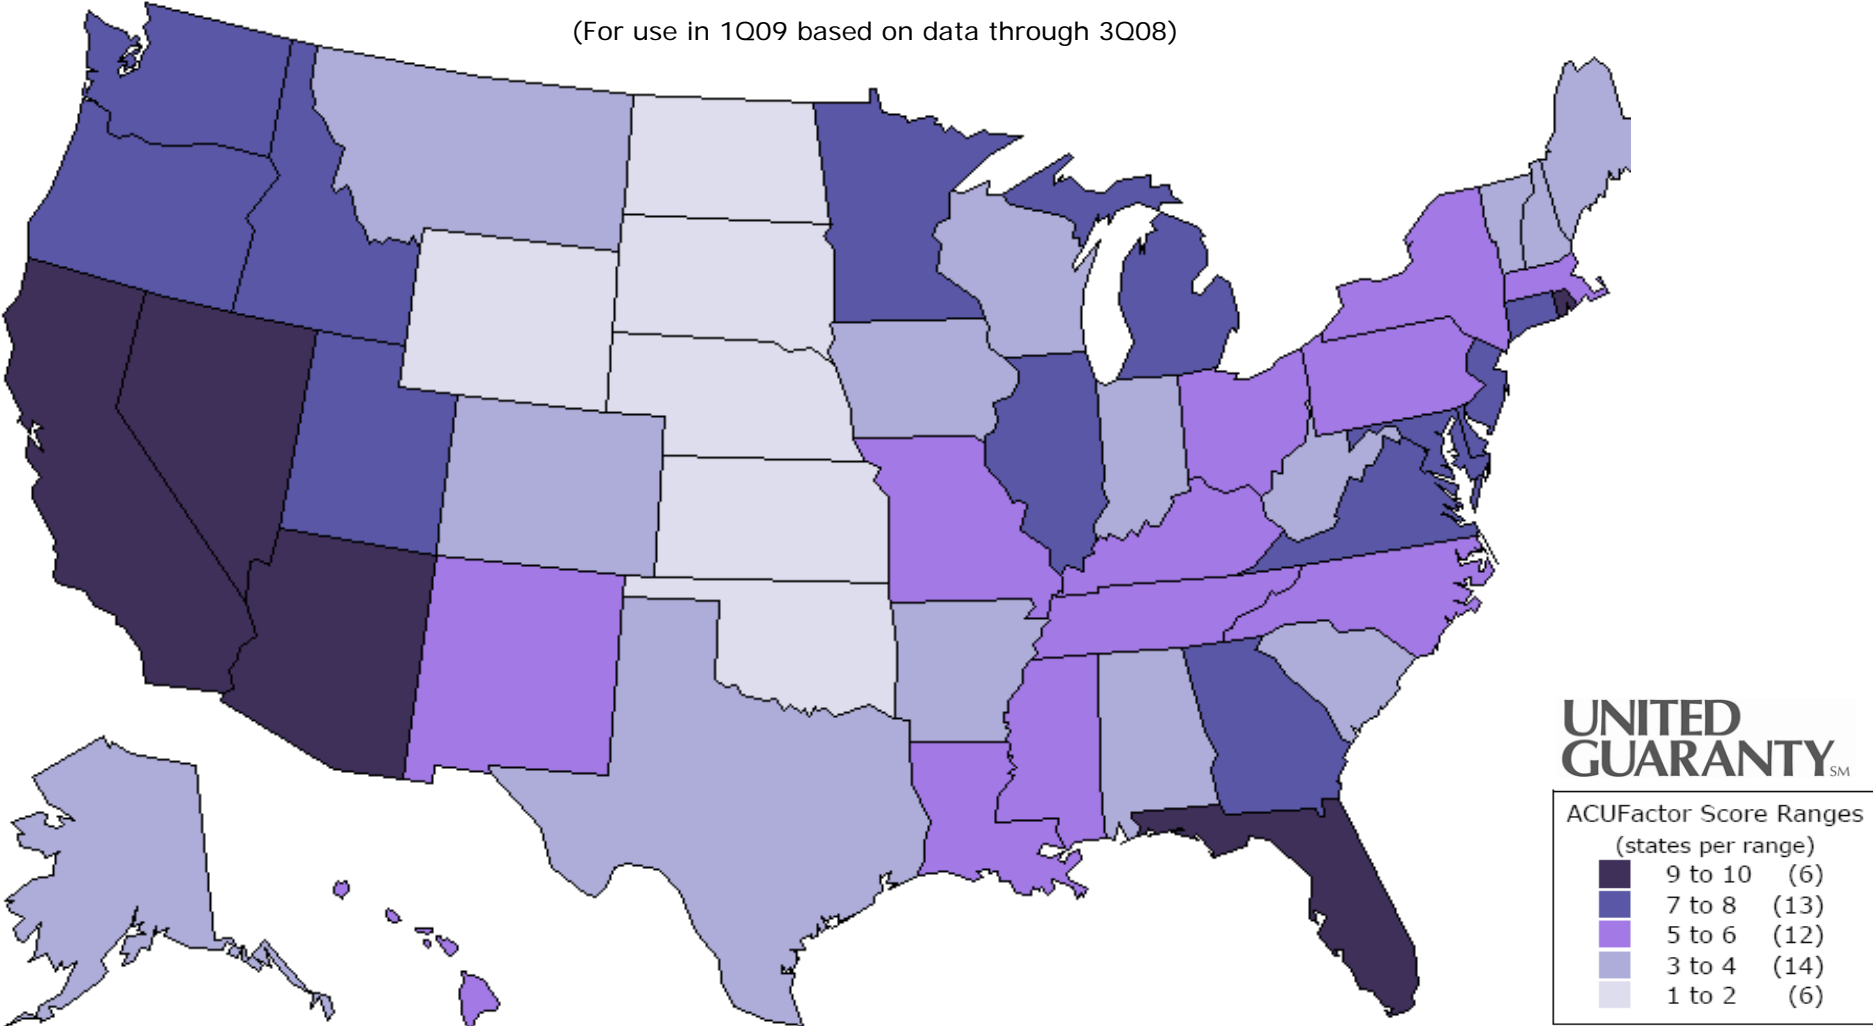 (For use in 1Q09 based on data through 3Q08)
UNITED
GUARANTY SM
ACUFactor Score Ranges
(states per range)
9 to 10 (6)
7 to 8 (13)
5 to 6 (12)
3 to 4 (14)
1 to 2 (6)